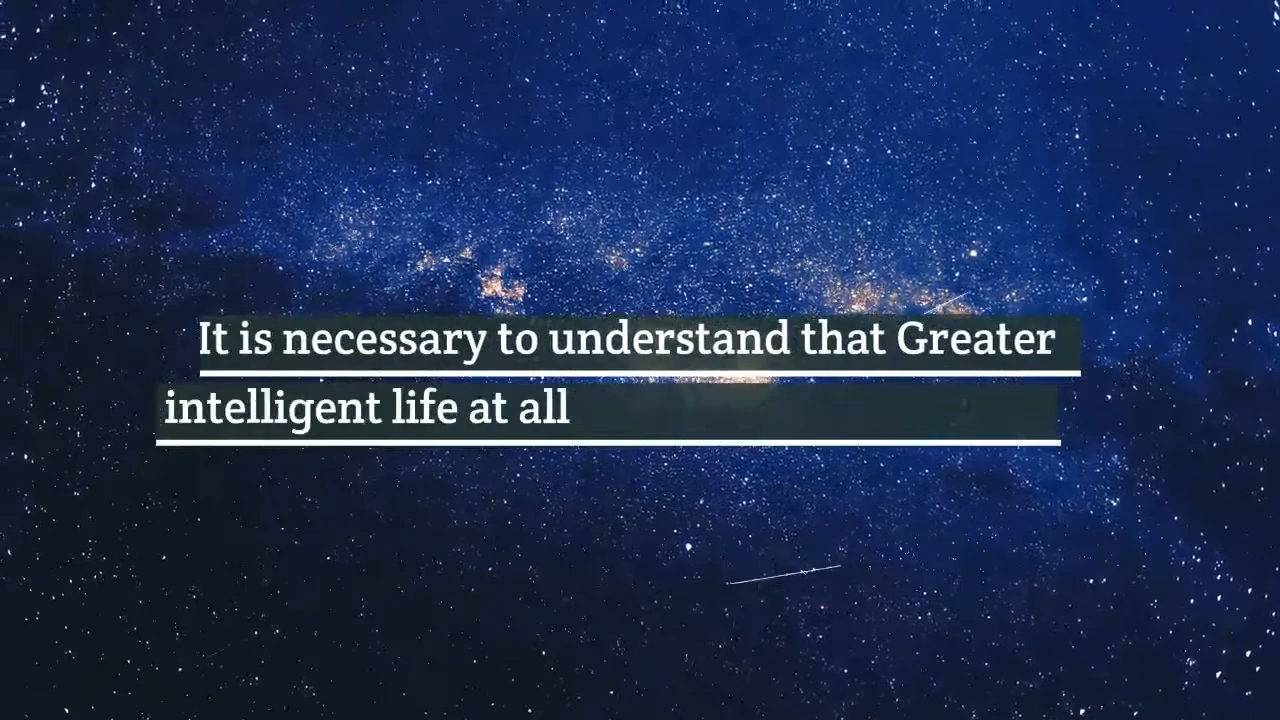 It is necessary to understand that Greater
intelligent life at all